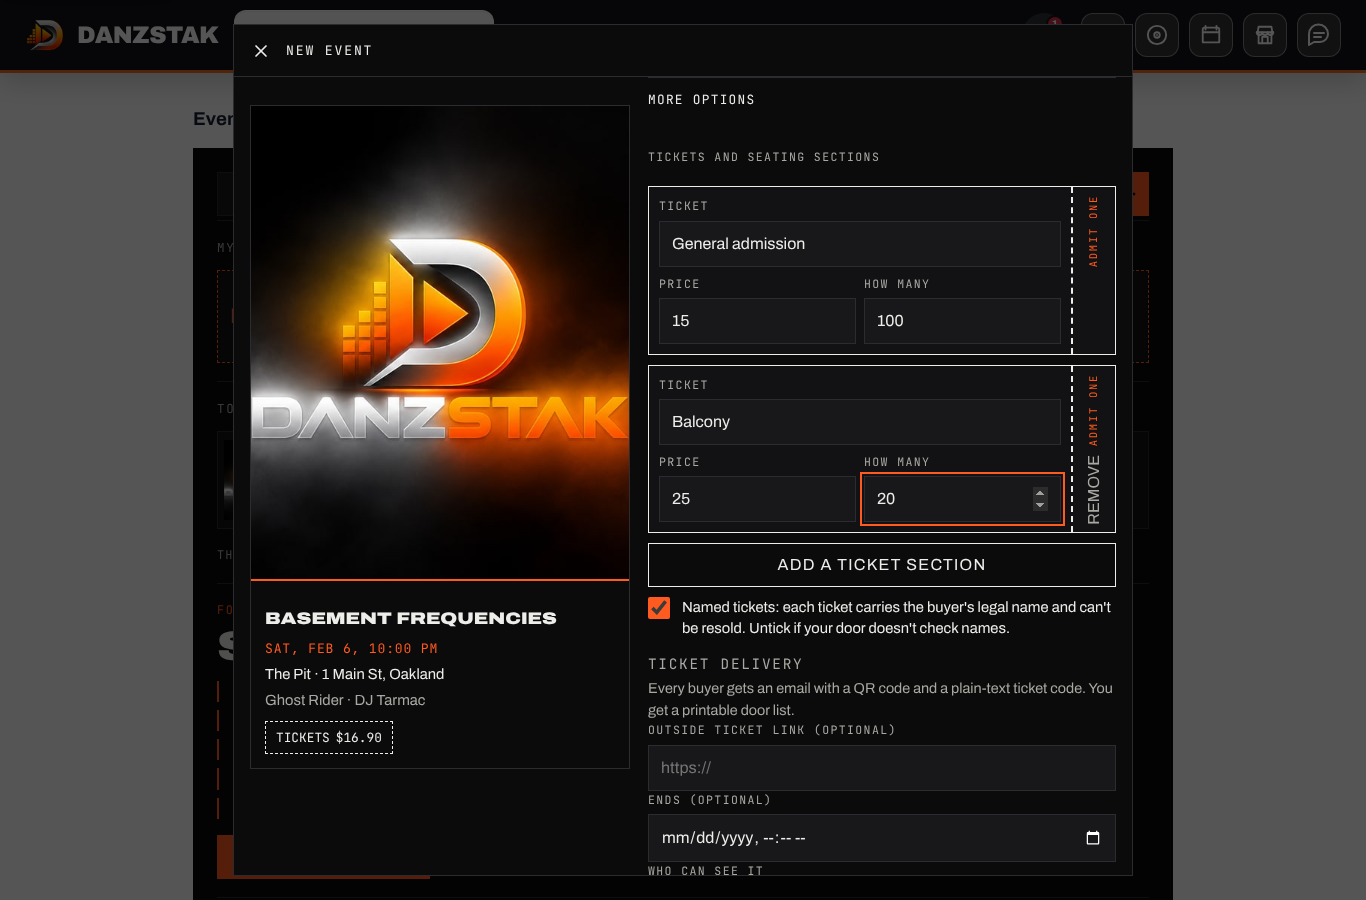 DANZSTAK
1
NEW EVENT
MORE OPTIONS
TICKETS AND SEATING SECTIONS
TICKET
General admission
PRICE
HOW MANY
15
100
ADMIT ONE
TICKET
Balcony
PRICE
HOW MANY
25
20
ADMIT ONE
REMOVE
ADD A TICKET SECTION
Named tickets: each ticket carries the buyer's legal name and can't
be resold. Untick if your door doesn't check names.
TICKET DELIVERY
Every buyer gets an email with a QR code and a plain-text ticket code. You
get a printable door list.
OUTSIDE TICKET LINK (OPTIONAL)
https://
ENDS (OPTIONAL)
mm/dd/yyyy, --:-- --
WHO CAN SEE IT
DANZSTAK
BASEMENT FREQUENCIES
SAT, FEB 6, 10:00 PM
The Pit · 1 Main St, Oakland
Ghost Rider · DJ Tarmac
TICKETS $16.90